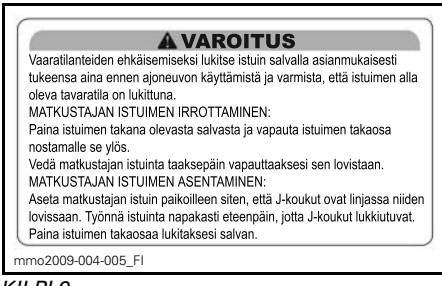 VAROITUS
Vaaratilanteiden ehkäisemiseksi lukitse istuin salvalla asianmukaisesti
tukeensa aina ennen ajoneuvon käyttämistä ja varmista, että istuimen alla
oleva tavaratila on lukittuna.
MATKUSTAJAN ISTUIMEN IRROTTAMINEN:
Paina istuimen takana olevasta salvasta ja vapauta istuimen takaosa
nostamalle se ylös.
Vedä matkustajan istuinta taaksepäin vapauttaaksesi sen lovistaan.
MATKUSTAJAN ISTUIMEN ASENTAMINEN:
Aseta matkustajan istuin paikoilleen siten, että J-koukut ovat linjassa niiden
lovissaan. Työnnä istuinta napakasti eteenpäin, jotta J-koukut lukkiutuvat.
Paina istuimen takaosaa lukitaksesi salvan.
mmo2009-004-005_FI